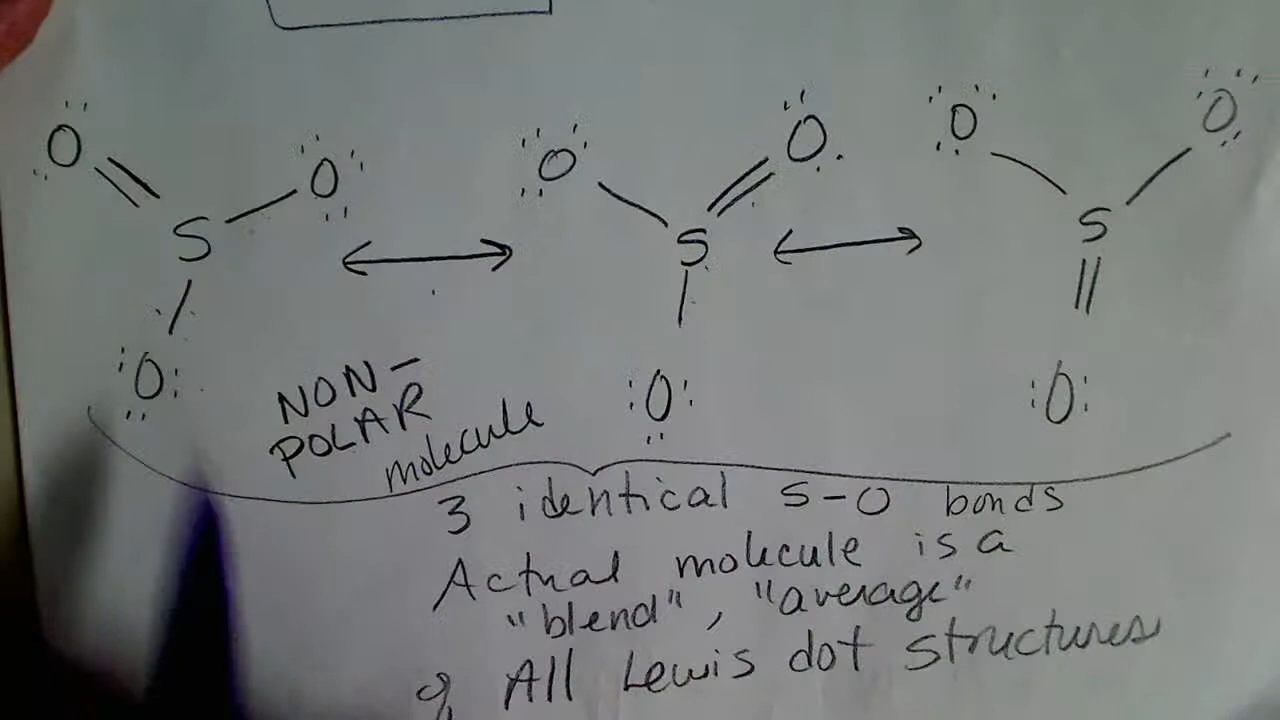 O O O O O O
S S S
O O O
NON-
POLAR
molecule
3 identical S-O bonds
Actual molecule is a
"blend", "average"
of All Lewis dot structures